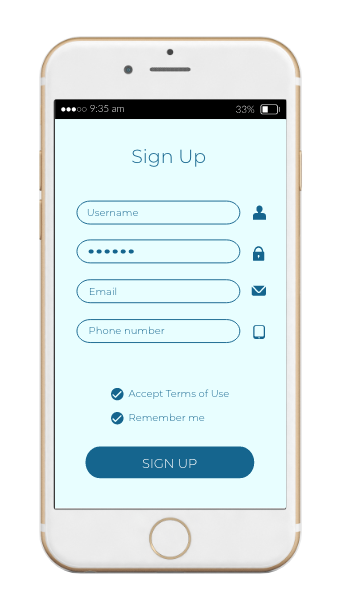 9:35 am 33%
Sign Up
Username
Email
Phone number
Accept Terms of Use
Remember me
SIGN UP